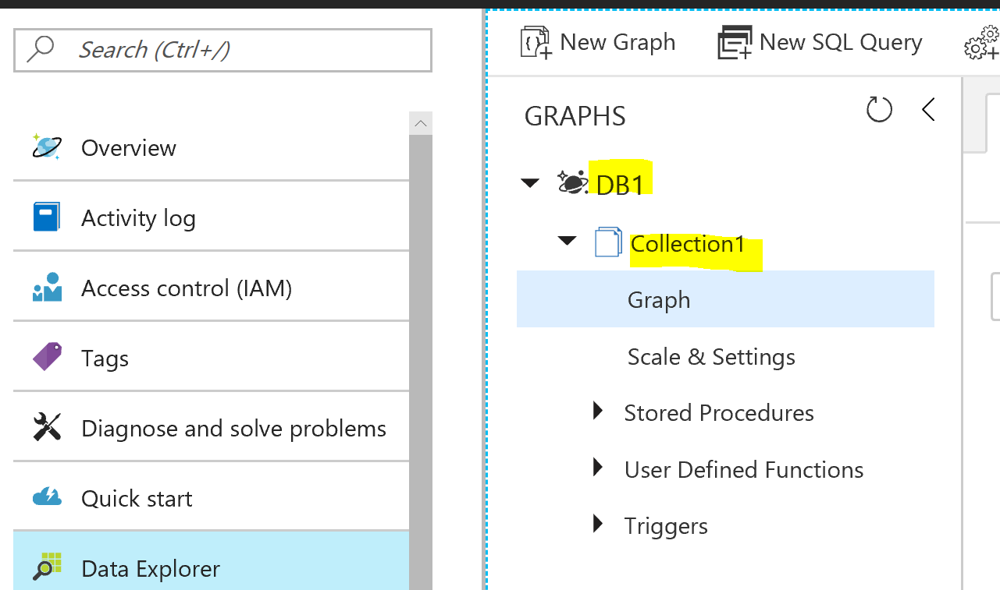 Search (Ctrl+/)
Overview
Activity log
Access control (IAM)
Tags
Diagnose and solve problems
Quick start
Data Explorer
New Graph
New SQL Query
GRAPHS
DB1
Collection1
Graph
Scale & Settings
Stored Procedures
User Defined Functions
Triggers